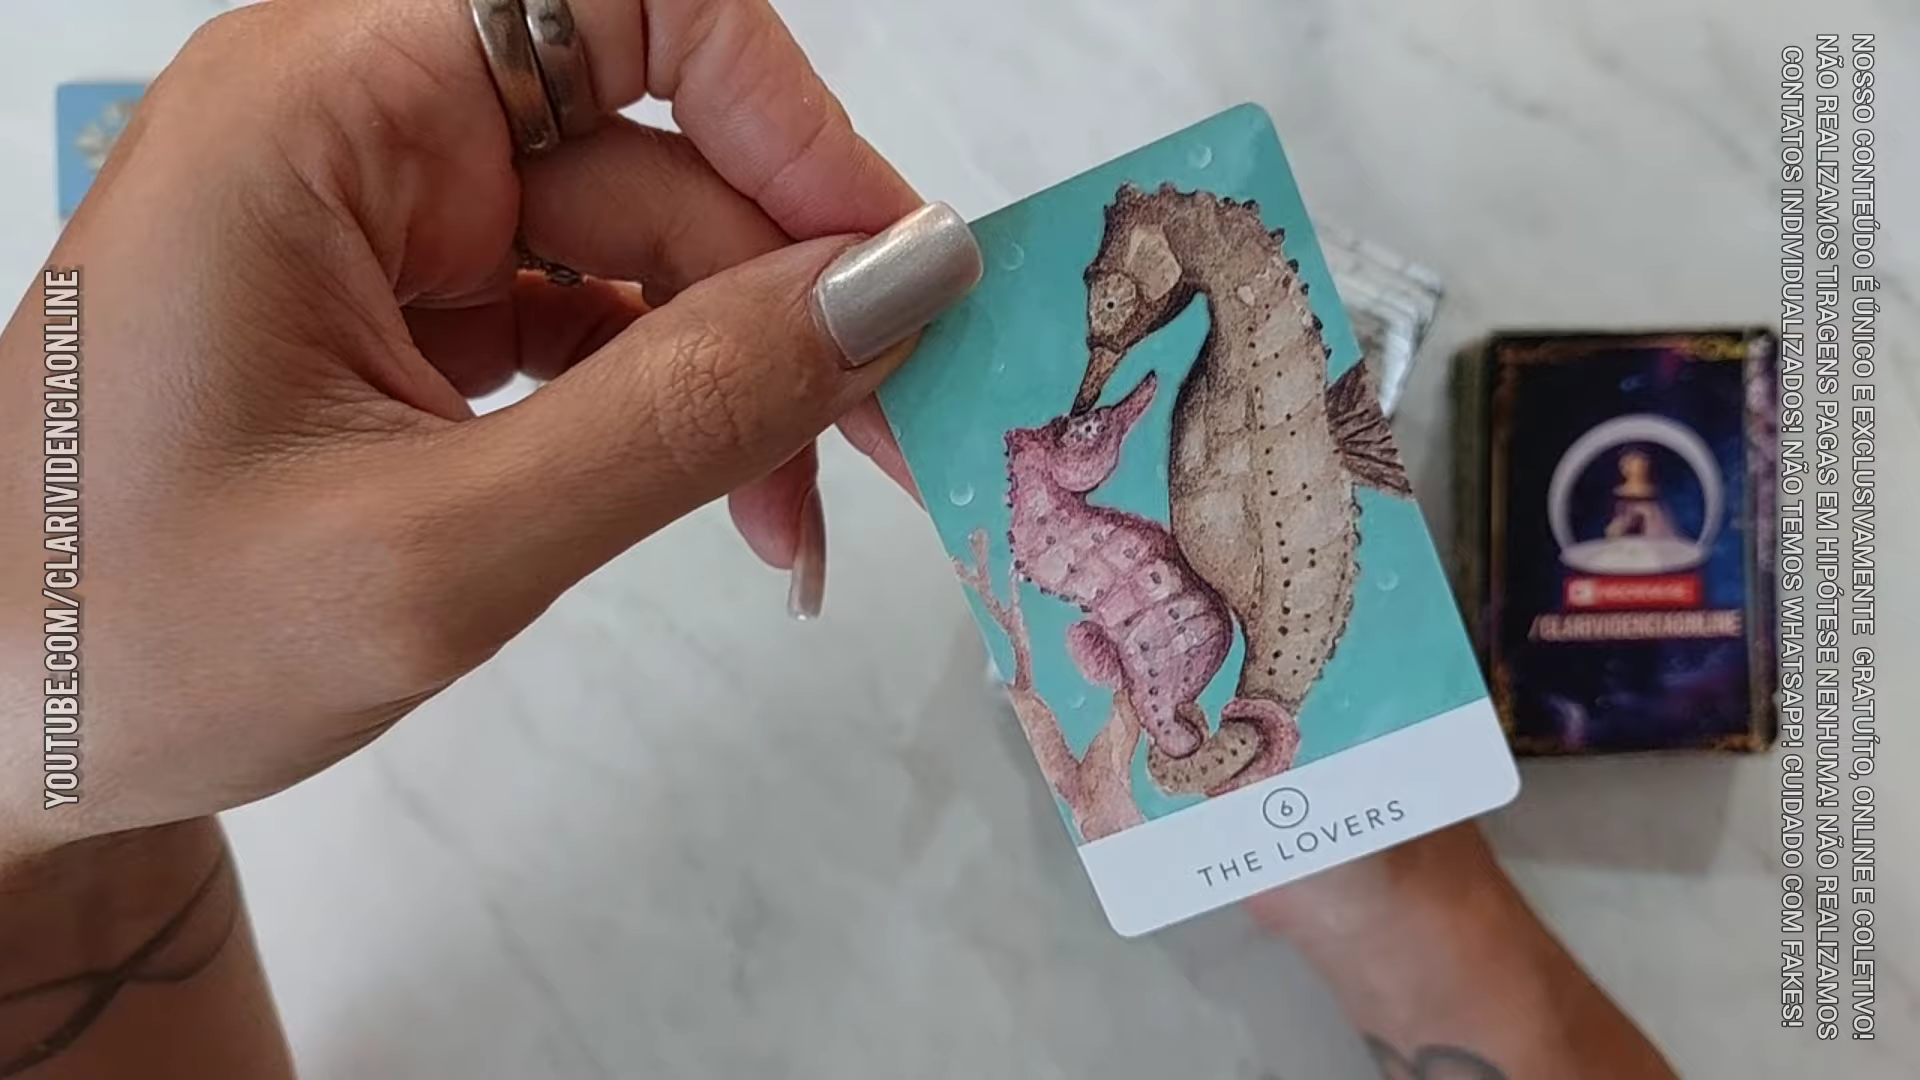 YOUTUBE.COM/CLARIVIDENCIAONLINE
6
THE LOVERS
/CLARIVIDENCIAONLINE
NOSSO CONTEÚDO É ÚNICO E EXCLUSIVAMENTE GRATUÍTO, ONLINE E COLETIVO!
NÃO REALIZAMOS TIRAGENS PAGAS EM HIPÓTESE NENHUMA! NÃO REALIZAMOS
CONTATOS INDIVIDUALIZADOS! NÃO TEMOS WHATSAPP! CUIDADO COM FAKES!